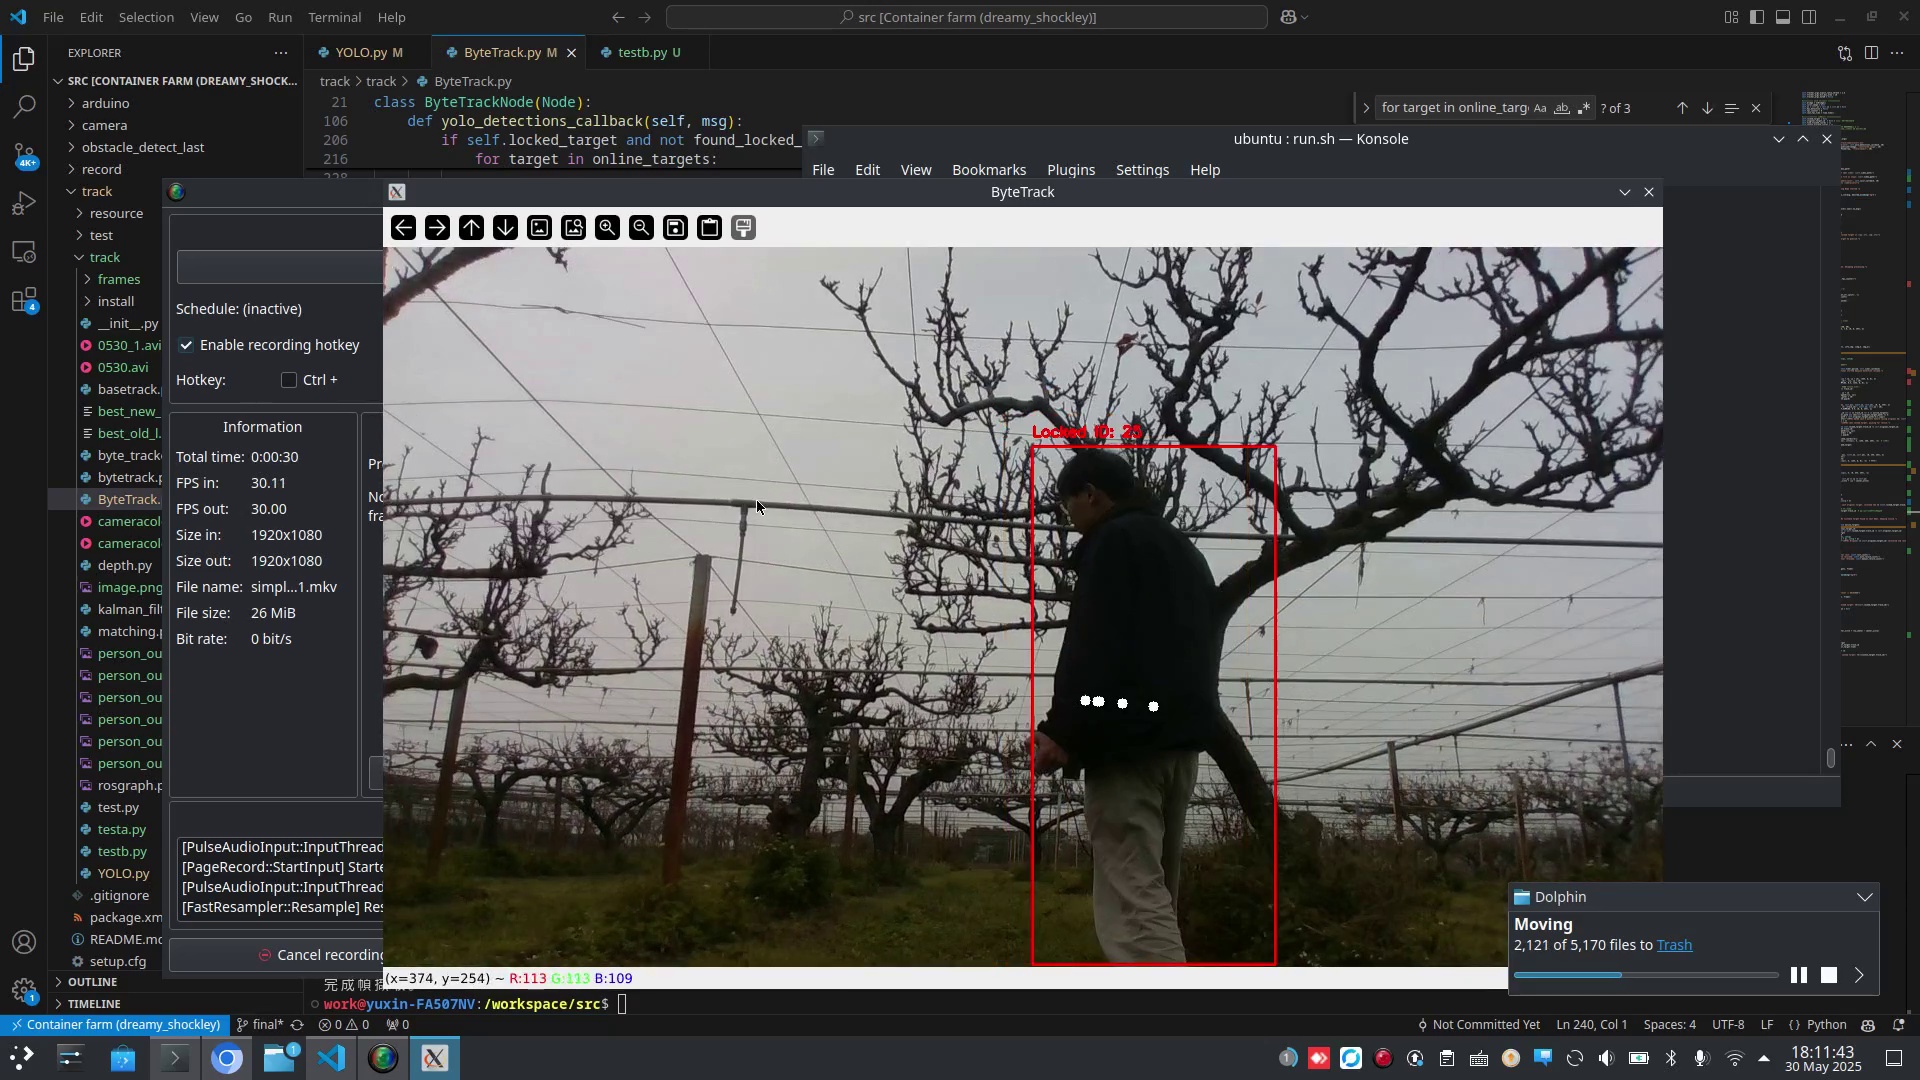 File Edit Selection View Go Run Terminal Help
src [Container farm (dreamy_shockley)]
EXPLORER
YOLO.py M
ByteTrack.py M
testb.py U
SRC [CONTAINER FARM (DREAMY_SHOCK...
track > track > ByteTrack.py
arduino
camera
obstacle_detect_last
record
track
resource
test
track
frames
install
__init__.py
0530_1.avi
0530.avi
basetrack.
best_new_
best_old_l.
byte_track
bytetrack.p
ByteTrack.
cameracol
cameracol
depth.py
image.png
kalman_filt
matching.p
person_ou
person_ou
person_ou
person_ou
person_ou
person_ou
rosgraph.p
test.py
testa.py
testb.py
YOLO.py
.gitignore
package.xm
README.md
setup.cfg
OUTLINE
TIMELINE
4K+
4
1
21 class ByteTrackNode(Node):
106 def yolo_detections_callback(self, msg):
206 if self.locked_target and not found_locked_
216 for target in online_targets:
for target in online_targ
Aa ab
? of 3
ubuntu : run.sh — Konsole
File Edit View Bookmarks Plugins Settings Help
ByteTrack
Schedule: (inactive)
Enable recording hotkey
Hotkey: Ctrl +
Information
Total time: 0:00:30
FPS in: 30.11
FPS out: 30.00
Size in: 1920x1080
Size out: 1920x1080
File name: simpl...1.mkv
File size: 26 MiB
Bit rate: 0 bit/s
Pr
No
fra
[PulseAudioInput::InputThread
[PageRecord::StartInput] Starte
[PulseAudioInput::InputThread
[FastResampler::Resample] Res
Cancel recording
Locked ID: 25
(x=374, y=254) ~ R:113 G:113 B:109
work@yuxin-FA507NV:/workspace/src$
Dolphin
Moving
2,121 of 5,170 files to Trash
Container farm (dreamy_shockley) final* 0 0 0
Not Committed Yet Ln 240, Col 1 Spaces: 4 UTF-8 LF Python
1
1
18:11:43
30 May 2025